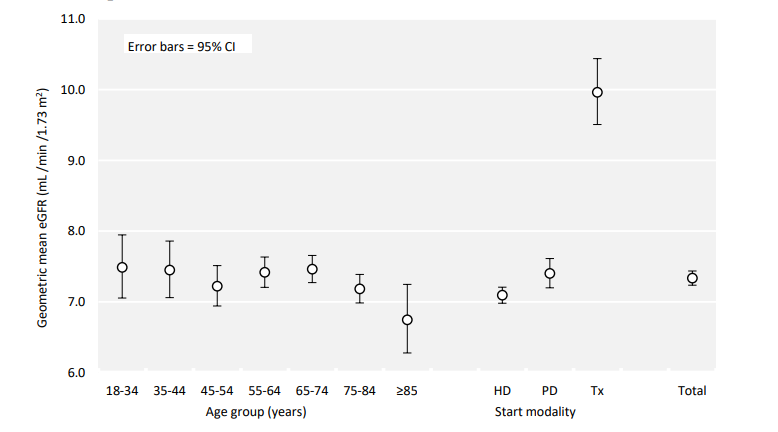 11.0
Error bars = 95% CI
10.0
9.0
8.0
7.0
6.0
Geometric mean eGFR (mL /min /1.73 m²)
18-34 35-44 45-54 55-64 65-74 75-84 ≥85 HD PD Tx Total
Age group (years) Start modality